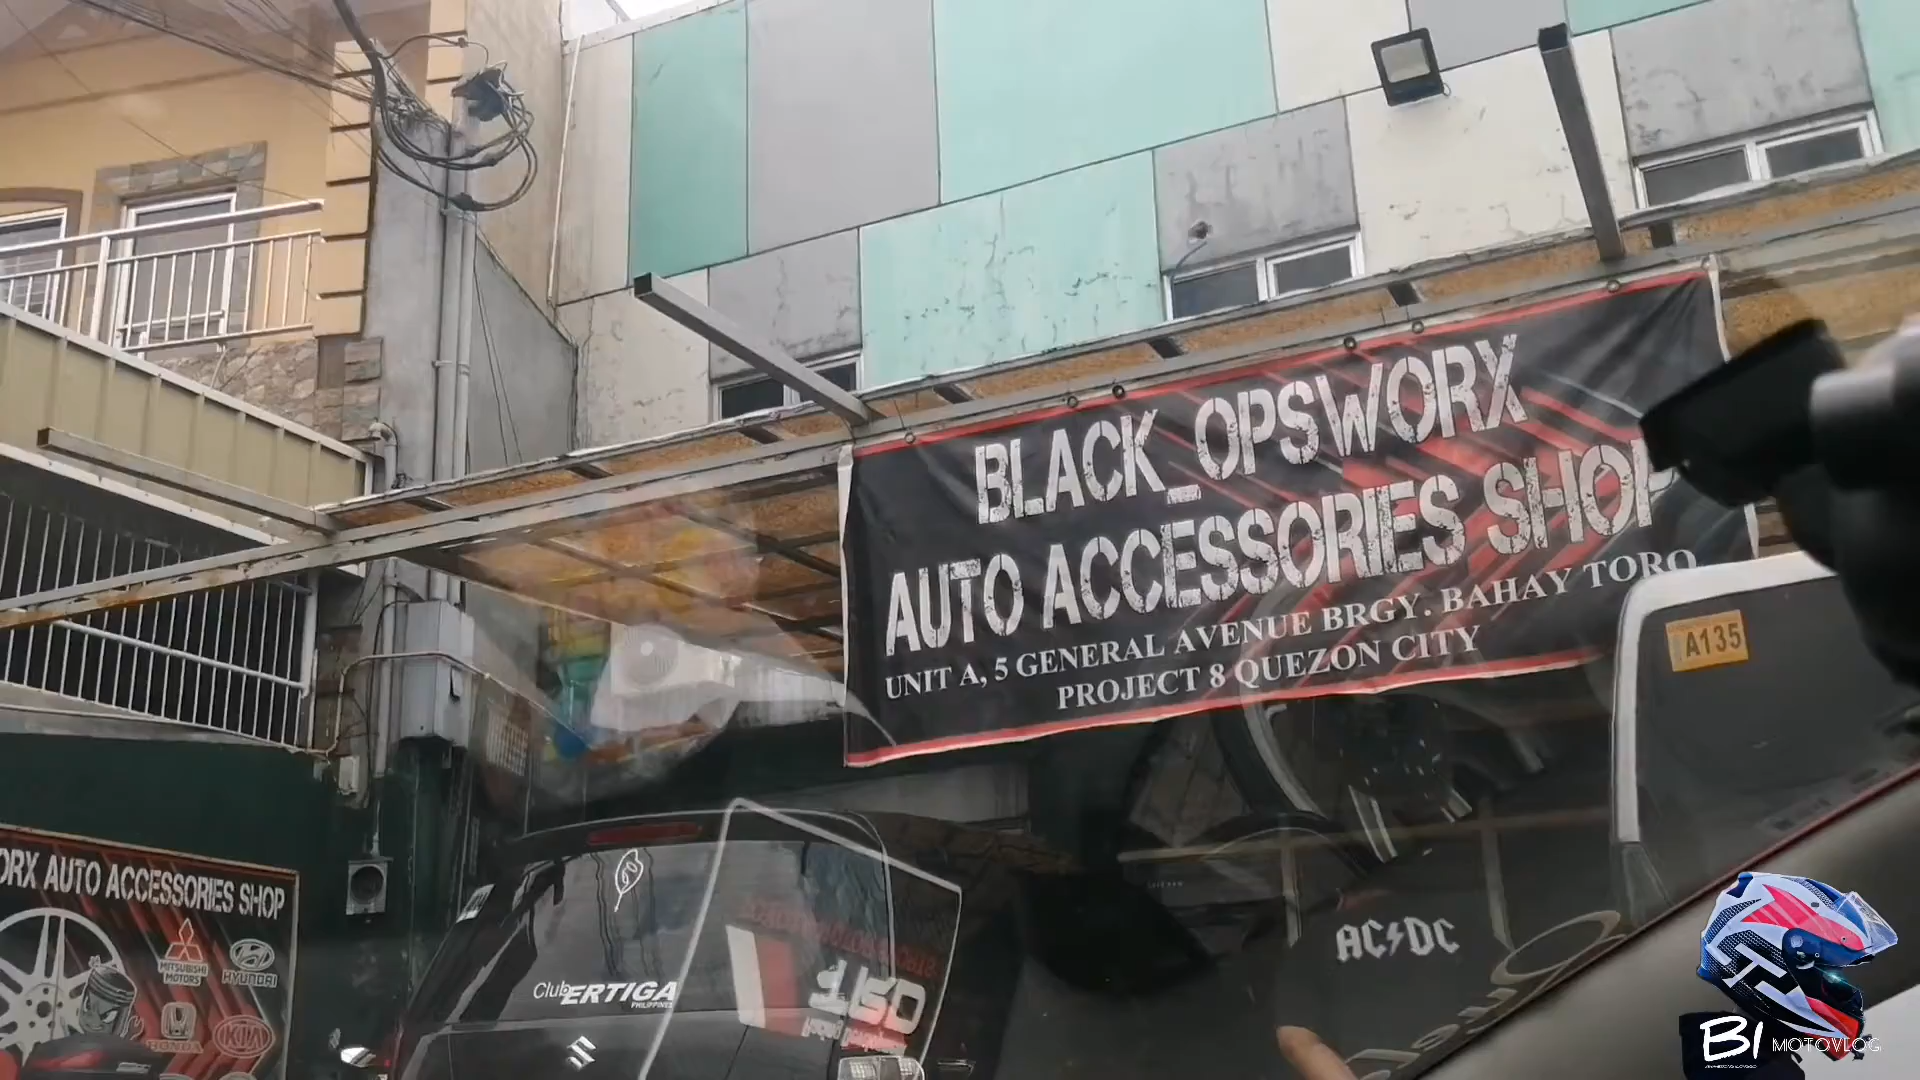 BLACK_OPSWORX
AUTO ACCESSORIES SHOP
UNIT A, 5 GENERAL AVENUE BRGY. BAHAY TORO
PROJECT 8 QUEZON CITY
A135
ORX AUTO ACCESSORIES SHOP
MITSUBISHI
MOTORS
HYUNDAI
HONDA
KIA
Club ERTIGA
PHILIPPINES
AC⚡DC
BI MOTOVLOG